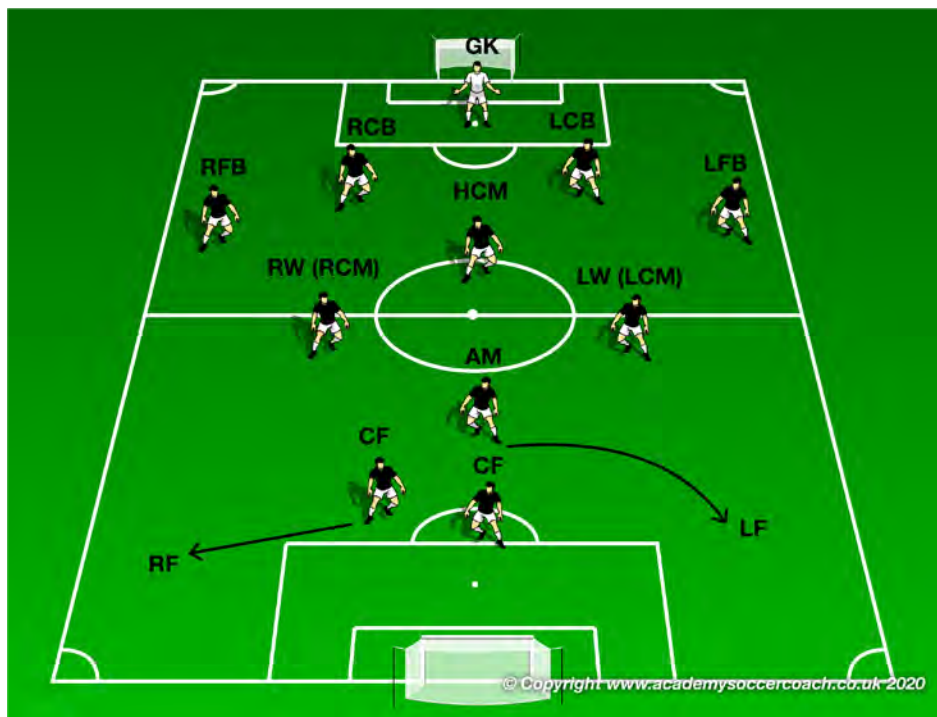 GK
RCB
LCB
RFB
LFB
HCM
RW (RCM)
LW (LCM)
AM
CF
CF
LF
RF
© Copyright www.academysoccercoach.co.uk 2020